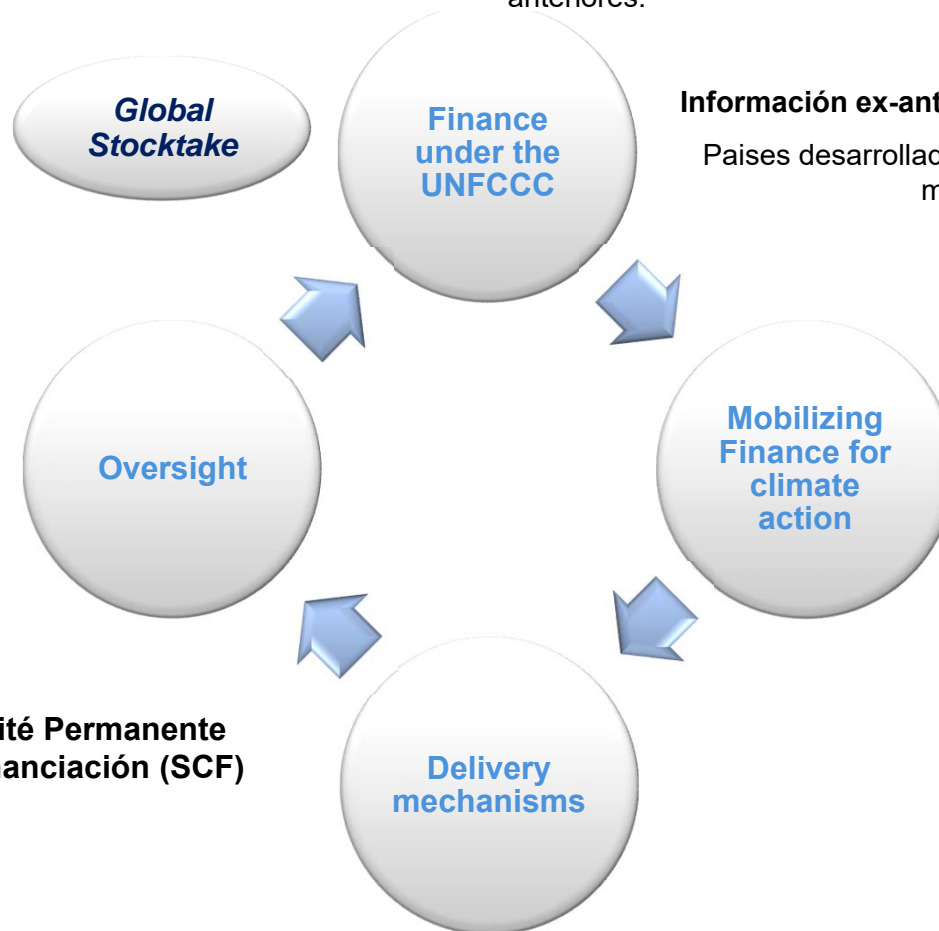 anteriores.
Global
Stocktake
Finance
under the
UNFCCC
Información ex-ant
Paises desarrollad
m
Oversight
Mobilizing
Finance for
climate
action
ité Permanente
anciación (SCF)
Delivery
mechanisms